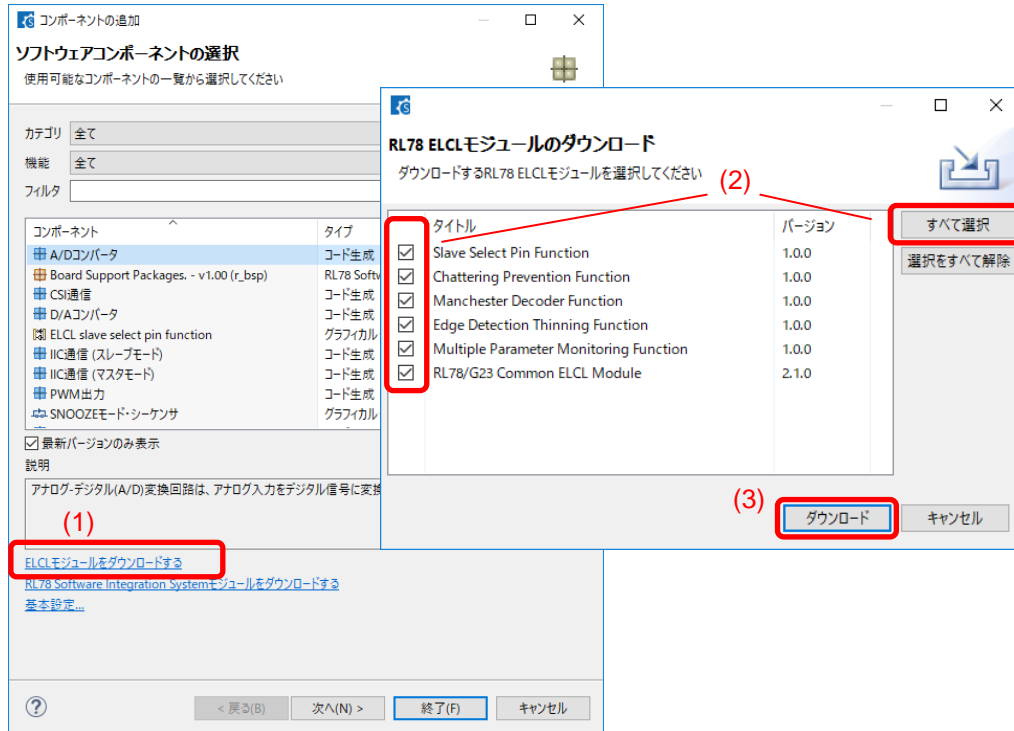 コンポーネントの追加
ソフトウェアコンポーネントの選択
使用可能なコンポーネントの一覧から選択してください
カテゴリ 全て
機能 全て
フィルタ
コンポーネント タイプ
A/Dコンバータ コード生成
Board Support Packages. - v1.00 (r_bsp) RL78 Softw
CSI通信 コード生成
D/Aコンバータ コード生成
ELCL slave select pin function グラフィカル
IIC通信 (スレーブモード) コード生成
IIC通信 (マスタモード) コード生成
PWM出力 コード生成
SNOOZEモード・シーケンサ グラフィカル
最新バージョンのみ表示
説明
アナログ-デジタル(A/D)変換回路は、アナログ入力をデジタル信号に変換
(1)
ELCLモジュールをダウンロードする
RL78 Software Integration Systemモジュールをダウンロードする
基本設定...
< 戻る(B) 次へ(N) > 終了(F) キャンセル
RL78 ELCLモジュールのダウンロード
ダウンロードするRL78 ELCLモジュールを選択してください
(2)
タイトル バージョン
Slave Select Pin Function 1.0.0
Chattering Prevention Function 1.0.0
Manchester Decoder Function 1.0.0
Edge Detection Thinning Function 1.0.0
Multiple Parameter Monitoring Function 1.0.0
RL78/G23 Common ELCL Module 2.1.0
すべて選択
選択をすべて解除
(3)
ダウンロード キャンセル